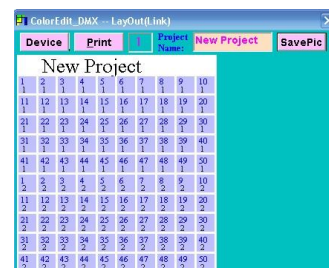 ColorEdit_DMX -- LayOut(Link)
Device Print 1 Project Name: New Project SavePic
New Project
1 2 3 4 5 6 7 8 9 10
1 1 1 1 1 1 1 1 1 1
11 12 13 14 15 16 17 18 19 20
1 1 1 1 1 1 1 1 1 1
21 22 23 24 25 26 27 28 29 30
1 1 1 1 1 1 1 1 1 1
31 32 33 34 35 36 37 38 39 40
1 1 1 1 1 1 1 1 1 1
41 42 43 44 45 46 47 48 49 50
1 1 1 1 1 1 1 1 1 1
1 2 3 4 5 6 7 8 9 10
2 2 2 2 2 2 2 2 2 2
11 12 13 14 15 16 17 18 19 20
2 2 2 2 2 2 2 2 2 2
21 22 23 24 25 26 27 28 29 30
2 2 2 2 2 2 2 2 2 2
31 32 33 34 35 36 37 38 39 40
2 2 2 2 2 2 2 2 2 2
41 42 43 44 45 46 47 48 49 50
2 2 2 2 2 2 2 2 2 2